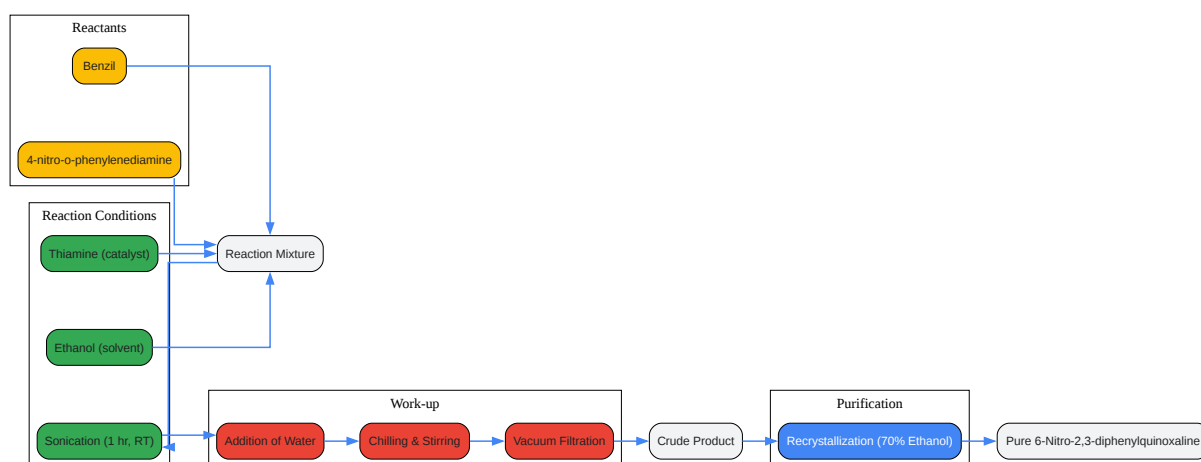 Reactants
Benzil
4-nitro-o-phenylenediamine
Reaction Conditions
Thiamine (catalyst)
Reaction Mixture
Ethanol (solvent)
Sonication (1 hr, RT)
Work-up
Addition of Water
Chilling & Stirring
Vacuum Filtration
Crude Product
Purification
Recrystallization (70% Ethanol)
Pure 6-Nitro-2,3-diphenylquinoxaline